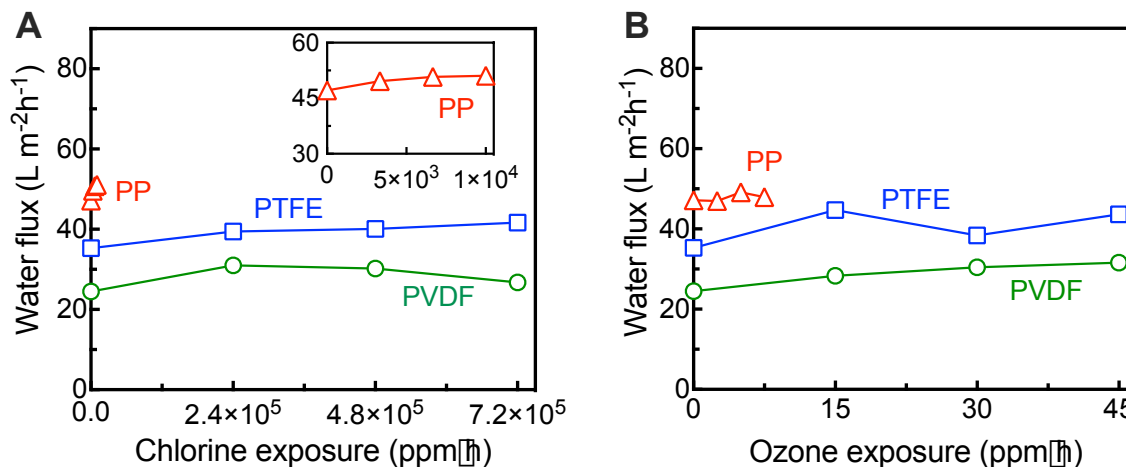 A
Water flux (L m⁻²h⁻¹)
80
60
40
20
0
PP
PTFE
PVDF
60
45
30
PP
0
5×10³
1×10⁴
0.0
2.4×10⁵
4.8×10⁵
7.2×10⁵
Chlorine exposure (ppm▯h)
B
Water flux (L m⁻²h⁻¹)
80
60
40
20
0
PP
PTFE
PVDF
0
15
30
45
Ozone exposure (ppm▯h)